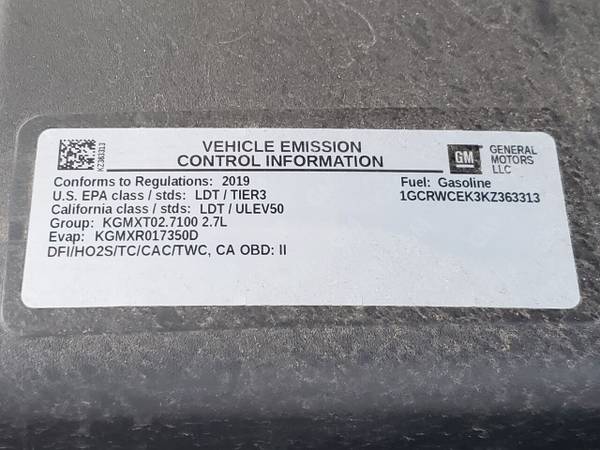 KZ363313
VEHICLE EMISSION
CONTROL INFORMATION
GM
GENERAL
MOTORS
LLC
Conforms to Regulations: 2019
U.S. EPA class / stds: LDT / TIER3
California class / stds: LDT / ULEV50
Group: KGMXT02.7100 2.7L
Evap: KGMXR017350D
DFI/HO2S/TC/CAC/TWC, CA OBD: II
Fuel: Gasoline
1GCRWCEK3KZ363313